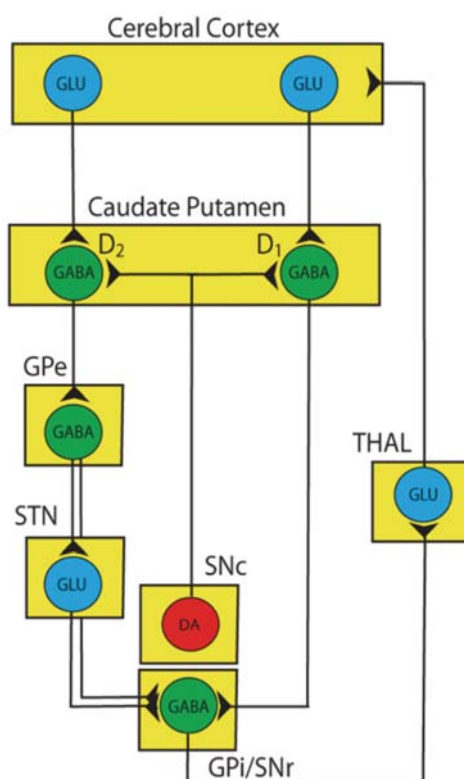 Cerebral Cortex
GLU
GLU
Caudate Putamen
D2
D1
GABA
GABA
GPe
GABA
THAL
GLU
STN
GLU
SNc
DA
GABA
GPi/SNr